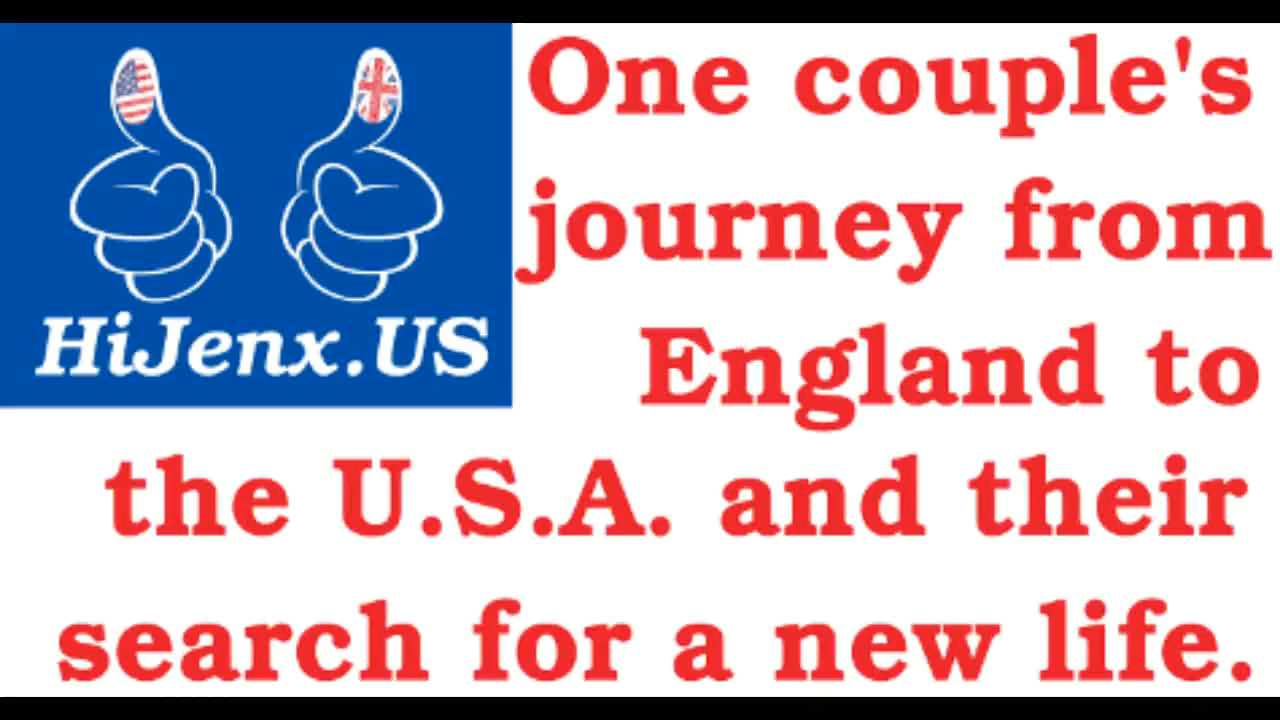 HiJenx.US
One couple's
journey from
England to
the U.S.A. and their
search for a new life.